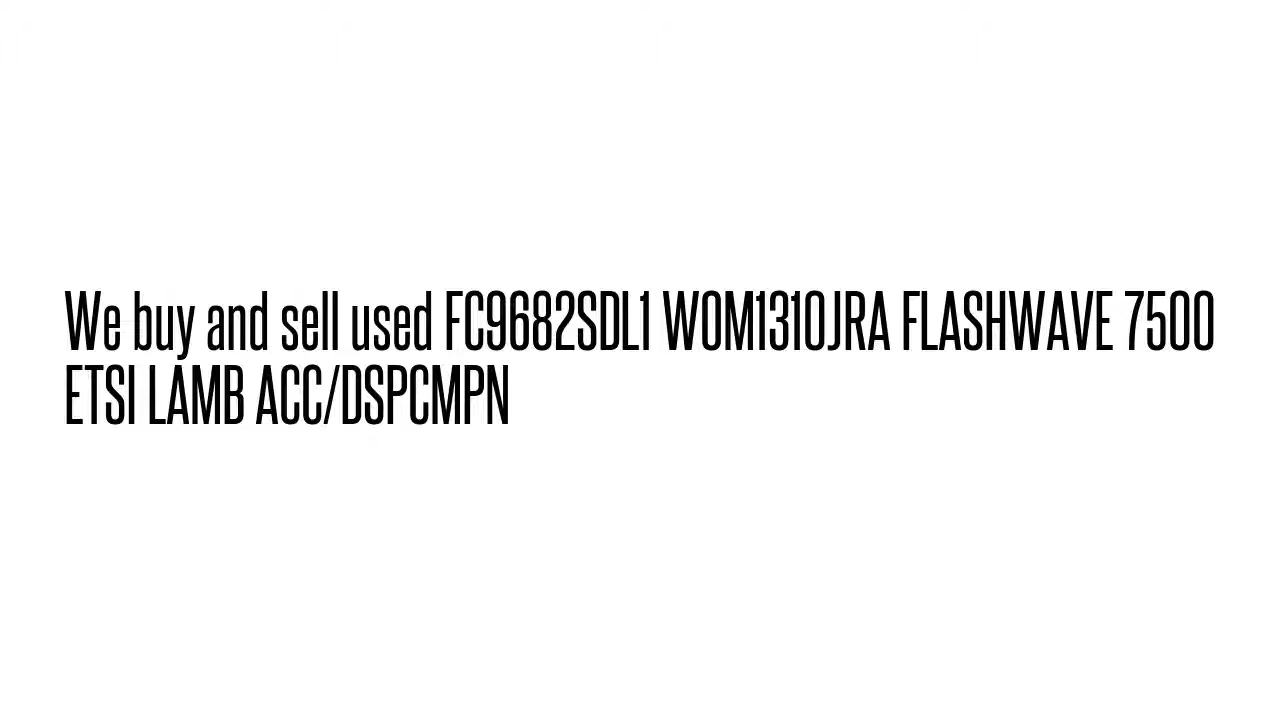 We buy and sell used FC9682SDL1 WOM1310JRA FLASHWAVE 7500
ETSI LAMB ACC/DSPCMPN